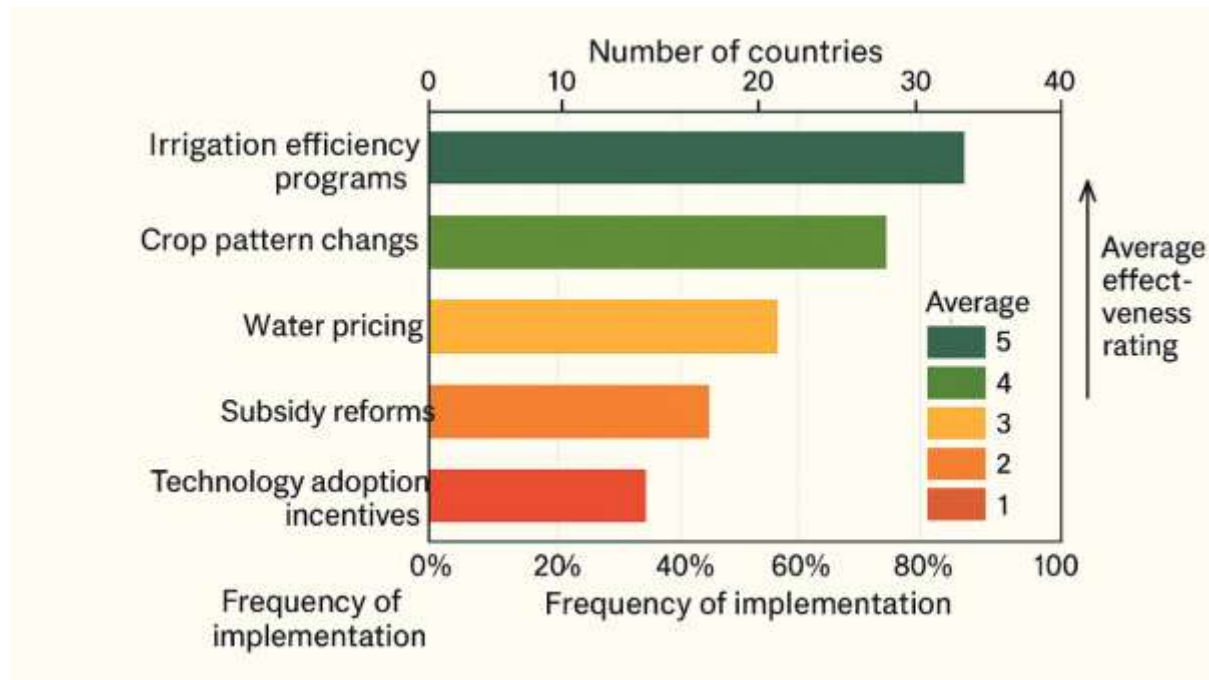 Number of countries
0 10 20 30 40
Irrigation efficiency
programs
Crop pattern changs
Water pricing
Subsidy reforms
Technology adoption
incentives
Average
5
4
3
2
1
Average
effect-
veness
rating
0% 20% 40% 60% 80% 100
Frequency of
implementation
Frequency of implementation